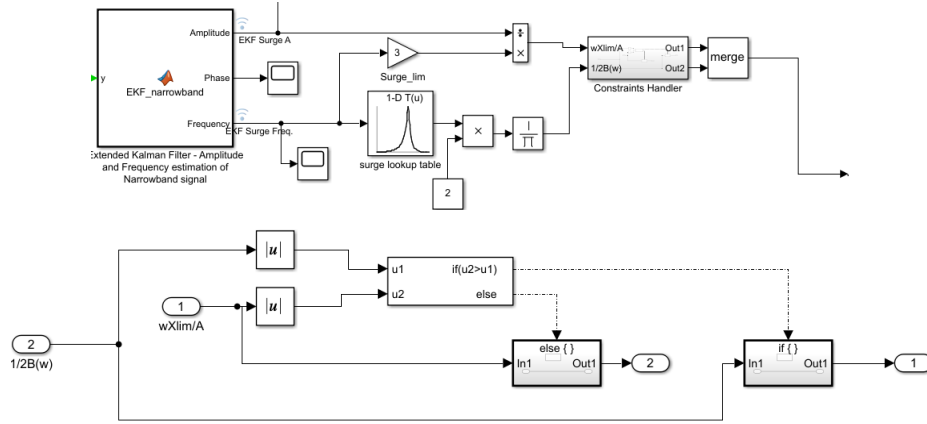 Amplitude
EKF Surge A
y
EKF_narrowband
Phase
Frequency
EKF Surge Freq.
Extended Kalman Filter - Amplitude
and Frequency estimation of
Narrowband signal
3
Surge_lim
÷
×
1-D T(u)
surge lookup table
×
2
1
∏
wXlim/A
1/2B(w)
Out1
Out2
Constraints Handler
merge
|u|
|u|
1
wXlim/A
2
1/2B(w)
u1
u2
if(u2>u1)
else
else { }
In1
Out1
2
if { }
In1
Out1
1